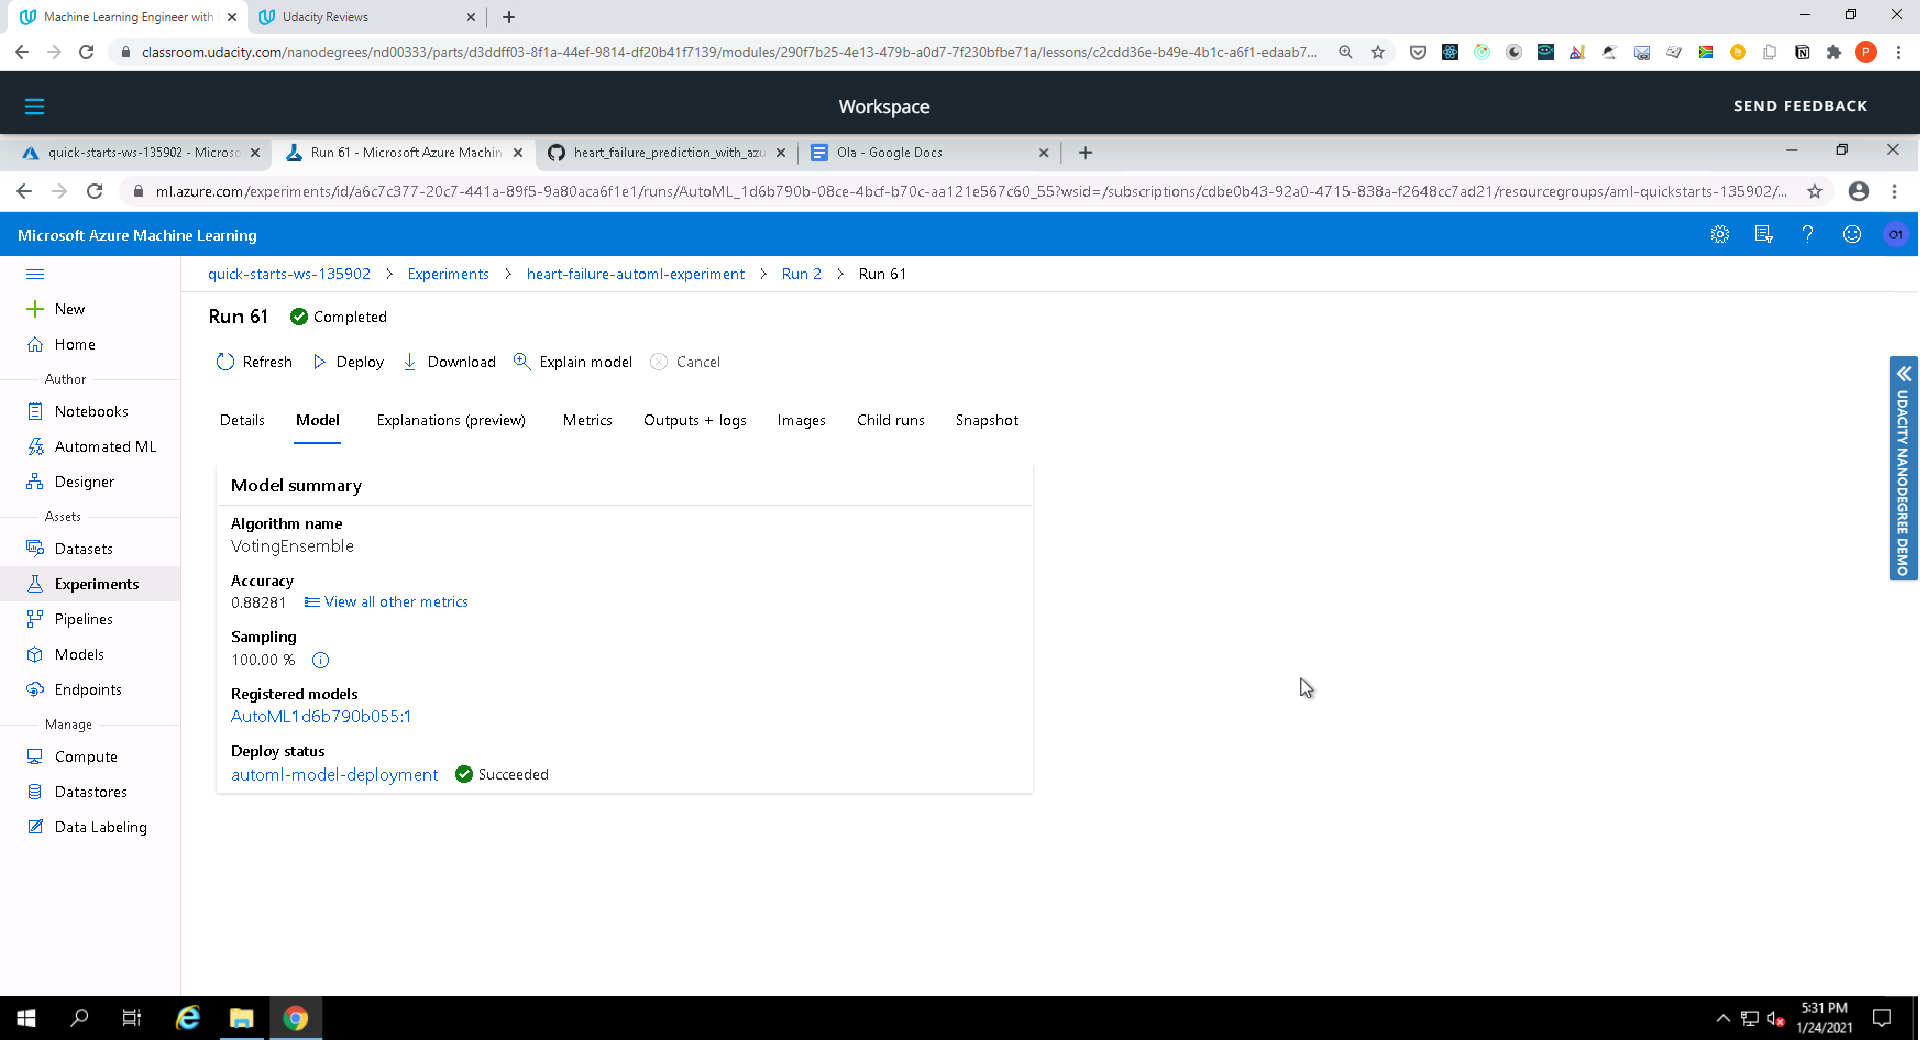 Machine Learning Engineer with
Udacity Reviews
classroom.udacity.com/nanodegrees/nd00333/parts/d3ddff03-8f1a-44ef-9814-df20b41f7139/modules/290f7b25-4e13-479b-a0d7-7f230bfbe71a/lessons/c2cdd36e-b49e-4b1c-a6f1-edaab7...
P
Workspace
SEND FEEDBACK
quick-starts-ws-135902 - Microso
Run 61 - Microsoft Azure Machin
heart_failure_prediction_with_azu
Ola - Google Docs
ml.azure.com/experiments/id/a6c7c377-20c7-441a-89f5-9a80aca6f1e1/runs/AutoML_1d6b790b-08ce-4bcf-b70c-aa121e567c60_55?wsid=/subscriptions/cdbe0b43-92a0-4715-838a-f2648cc7ad21/resourcegroups/aml-quickstarts-135902/...
Microsoft Azure Machine Learning
O1
quick-starts-ws-135902 > Experiments > heart-failure-automl-experiment > Run 2 > Run 61
New
Home
Author
Notebooks
Automated ML
Designer
Assets
Datasets
Experiments
Pipelines
Models
Endpoints
Manage
Compute
Datastores
Data Labeling
Run 61 Completed
Refresh Deploy Download Explain model Cancel
Details Model Explanations (preview) Metrics Outputs + logs Images Child runs Snapshot
Model summary
Algorithm name
VotingEnsemble
Accuracy
0.88281 View all other metrics
Sampling
100.00 %
Registered models
AutoML1d6b790b055:1
Deploy status
automl-model-deployment Succeeded
UDACITY NANODEGREE DEMO
5:31 PM
1/24/2021